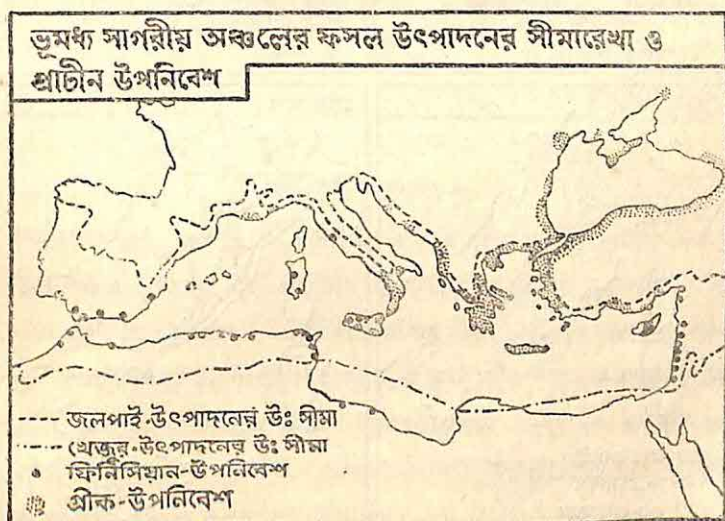 ভূমধ্য সাগরীয় অঞ্চলের ফসল উৎপাদনের সীমারেখা ও
প্রাচীন উপনিবেশ
জলপাই-উৎপাদনের উঃ সীমা
খেজুর-উৎপাদনের উঃ সীমা
ফিনিসিয়ান-উপনিবেশ
গ্রীক-উপনিবেশ